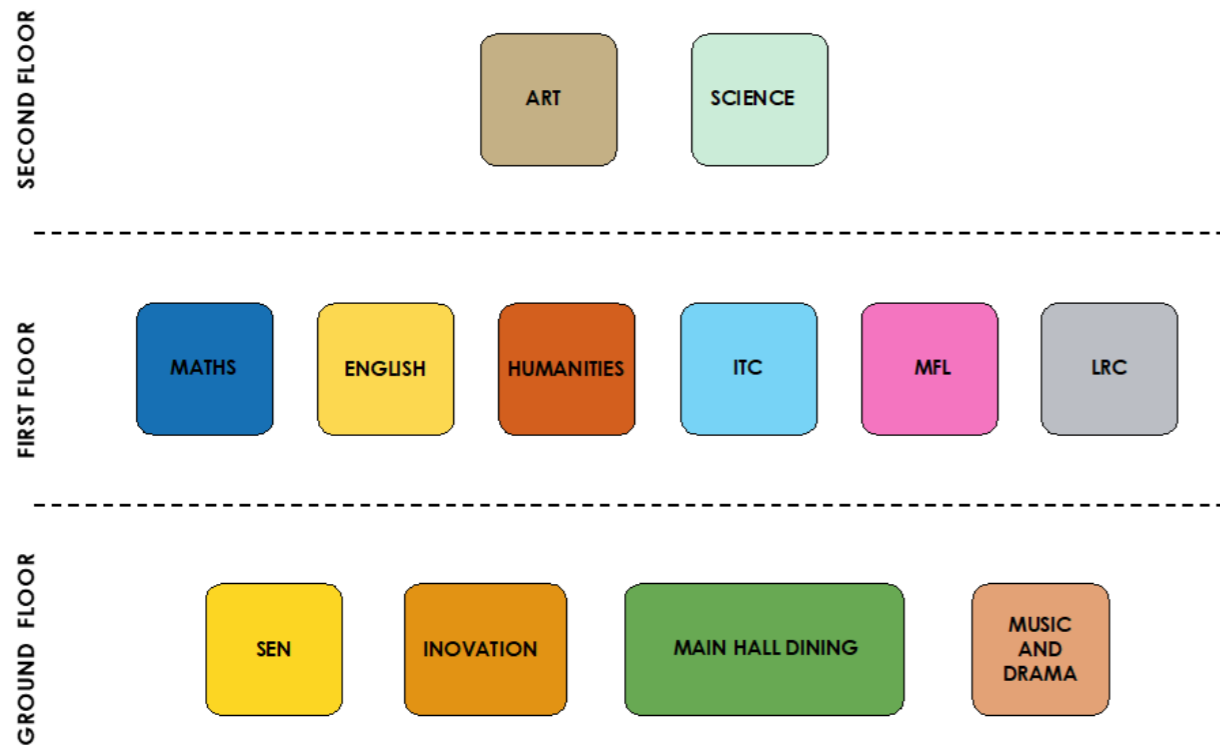 SECOND FLOOR
ART
SCIENCE
FIRST FLOOR
MATHS
ENGLISH
HUMANITIES
ITC
MFL
LRC
GROUND FLOOR
SEN
INOVATION
MAIN HALL DINING
MUSIC
AND
DRAMA